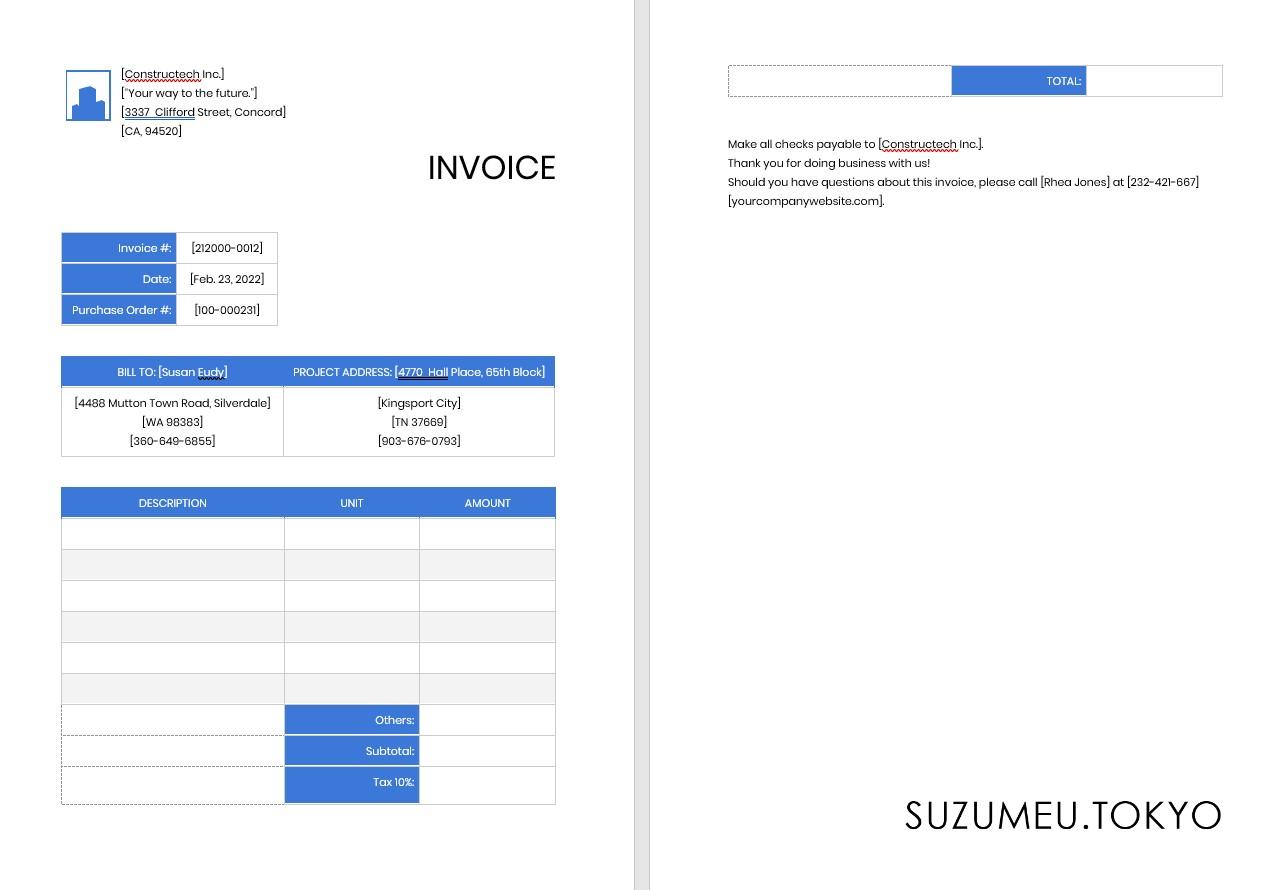 [Constructech Inc.]
["Your way to the future."]
[3337  Clifford Street, Concord]
[CA, 94520]
INVOICE
Invoice #: [212000-0012]
Date: [Feb. 23, 2022]
Purchase Order #: [100-000231]
BILL TO: [Susan Eudy] PROJECT ADDRESS: [4770  Hall Place, 65th Block]
[4488 Mutton Town Road, Silverdale] [Kingsport City]
[WA 98383] [TN 37669]
[360-649-6855] [903-676-0793]
DESCRIPTION UNIT AMOUNT
Others:
Subtotal:
Tax 10%:
TOTAL:
Make all checks payable to [Constructech Inc.].
Thank you for doing business with us!
Should you have questions about this invoice, please call [Rhea Jones] at [232-421-667]
[yourcompanywebsite.com].
SUZUMEU.TOKYO